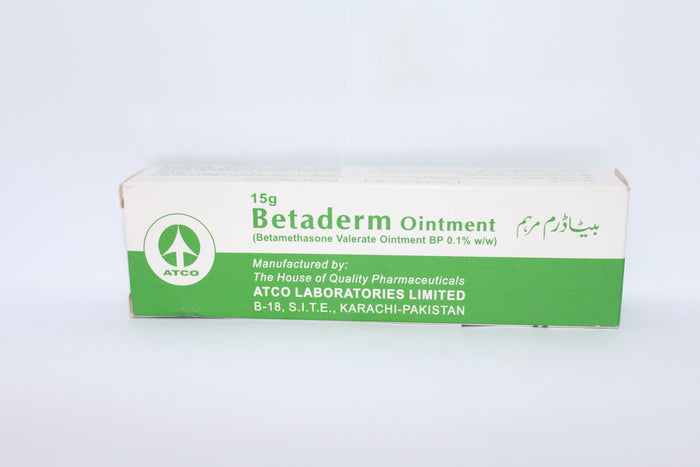 15g
Betaderm Ointment بیٹاڈرم مرہم
(Betamethasone Valerate Ointment BP 0.1% w/w)
ATCO
Manufactured by:
The House of Quality Pharmaceuticals
ATCO LABORATORIES LIMITED
B-18, S.I.T.E., KARACHI-PAKISTAN